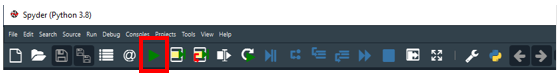 Spyder (Python 3.8)
File Edit Search Source Run Debug Consoles Projects Tools View Help
@